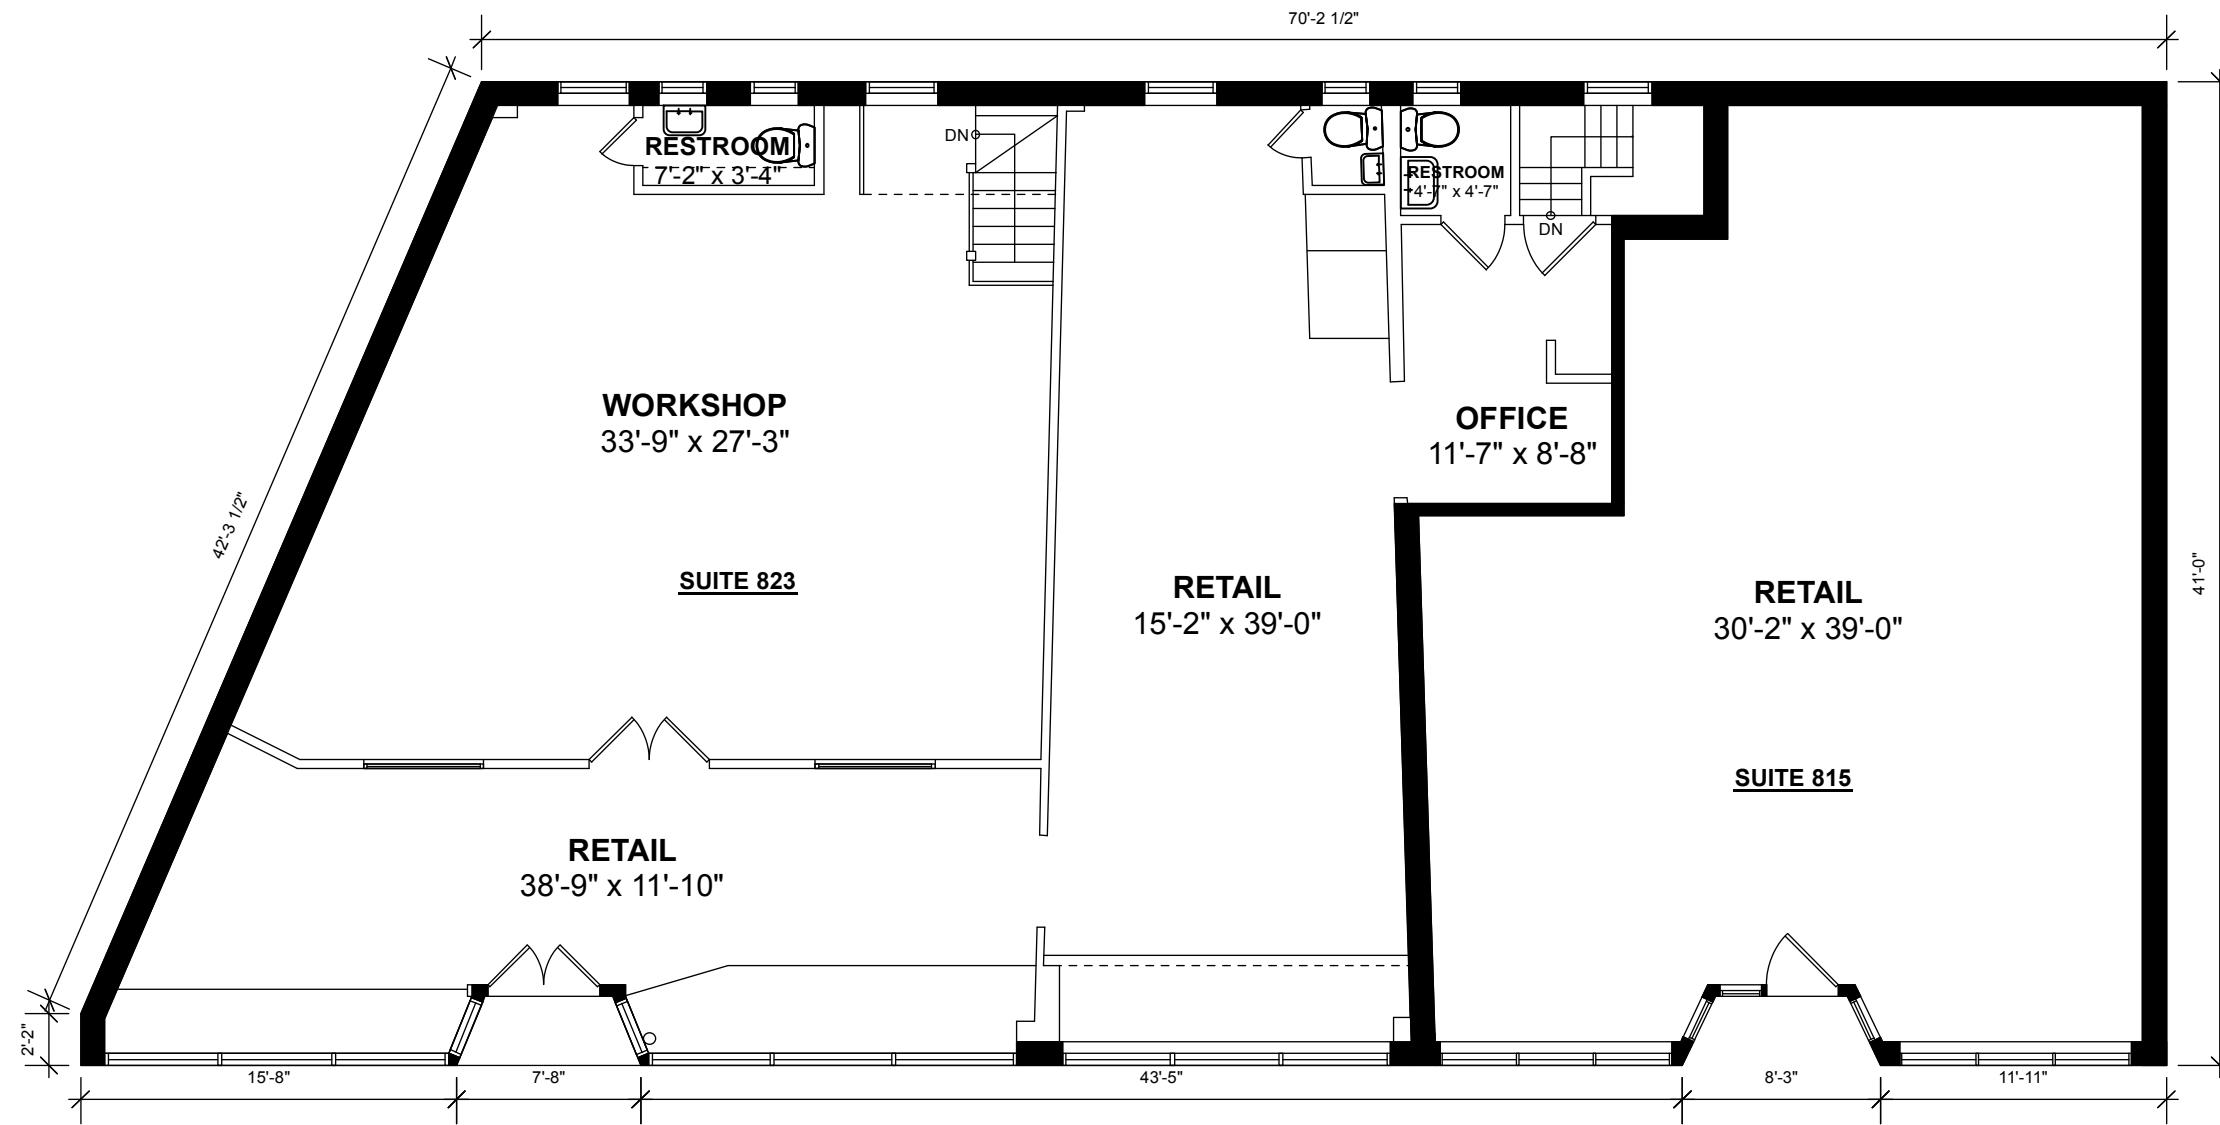 70'-2 1/2"
DN
RESTROOM
7'-2" x 3'-4"
RESTROOM
4'-7" x 4'-7"
DN
WORKSHOP
33'-9" x 27'-3"
OFFICE
11'-7" x 8'-8"
42'-3 1/2"
SUITE 823
RETAIL
15'-2" x 39'-0"
RETAIL
30'-2" x 39'-0"
41'-0"
SUITE 815
RETAIL
38'-9" x 11'-10"
2'-2"
15'-8"
7'-8"
43'-5"
8'-3"
11'-11"